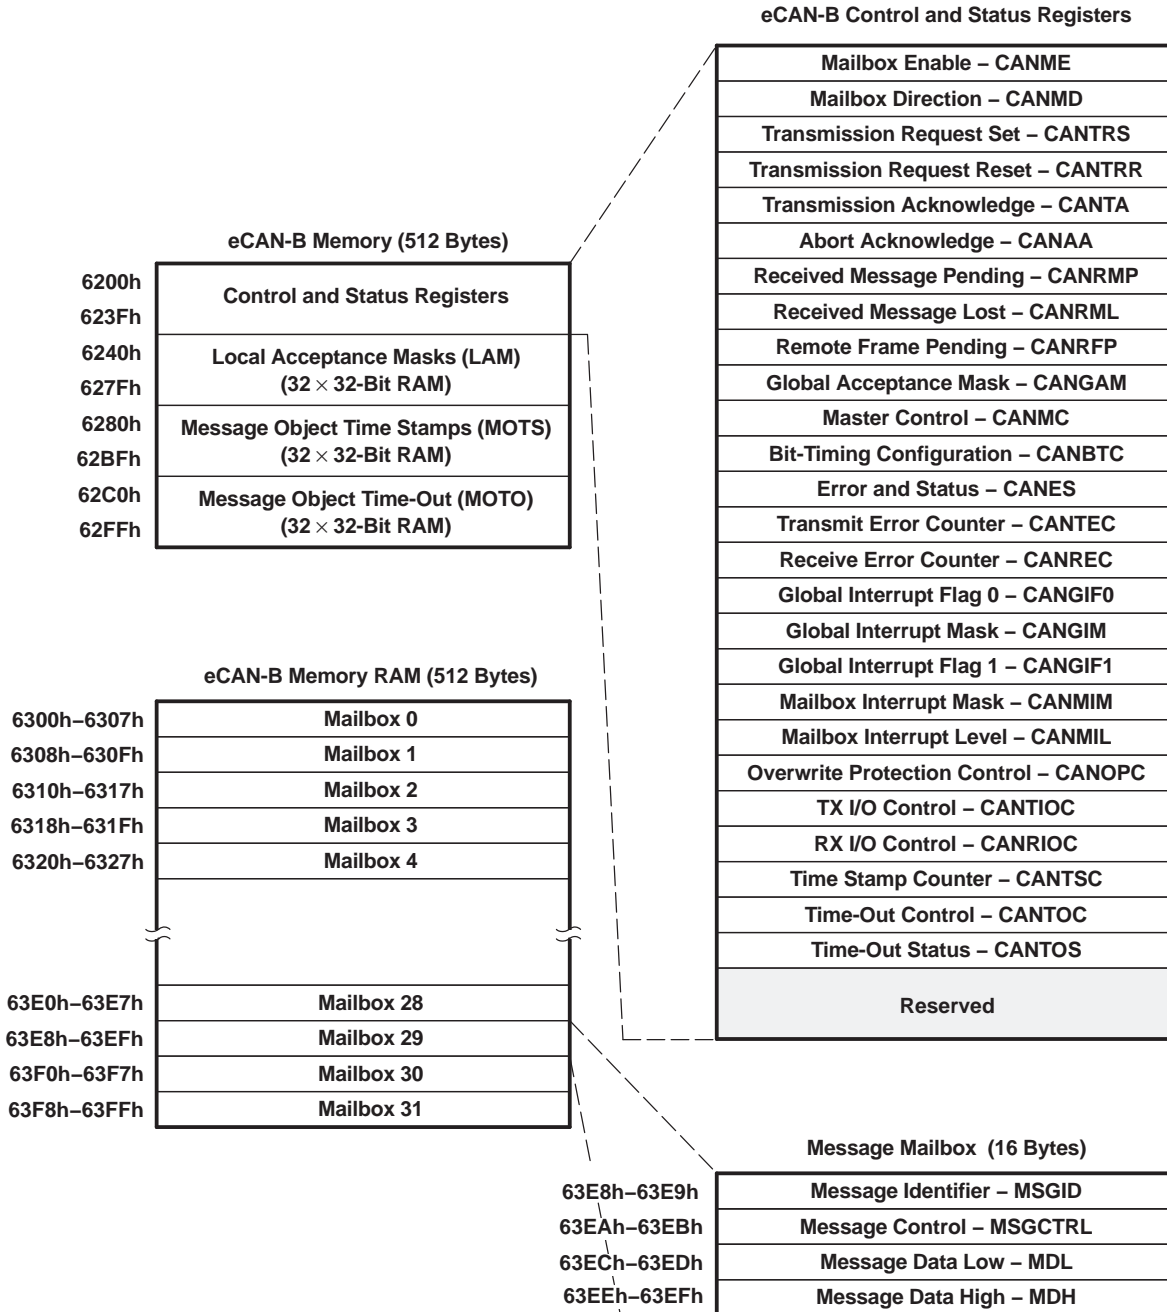 eCAN-B Control and Status Registers
Mailbox Enable – CANME
Mailbox Direction – CANMD
Transmission Request Set – CANTRS
Transmission Request Reset – CANTRR
Transmission Acknowledge – CANTA
Abort Acknowledge – CANAA
Received Message Pending – CANRMP
Received Message Lost – CANRML
Remote Frame Pending – CANRFP
Global Acceptance Mask – CANGAM
Master Control – CANMC
Bit-Timing Configuration – CANBTC
Error and Status – CANES
Transmit Error Counter – CANTEC
Receive Error Counter – CANREC
Global Interrupt Flag 0 – CANGIF0
Global Interrupt Mask – CANGIM
Global Interrupt Flag 1 – CANGIF1
Mailbox Interrupt Mask – CANMIM
Mailbox Interrupt Level – CANMIL
Overwrite Protection Control – CANOPC
TX I/O Control – CANTIOC
RX I/O Control – CANRIOC
Time Stamp Counter – CANTSC
Time-Out Control – CANTOC
Time-Out Status – CANTOS
Reserved
eCAN-B Memory (512 Bytes)
6200h
Control and Status Registers
623Fh
6240h
Local Acceptance Masks (LAM)
(32 × 32-Bit RAM)
627Fh
6280h
Message Object Time Stamps (MOTS)
(32 × 32-Bit RAM)
62BFh
62C0h
Message Object Time-Out (MOTO)
(32 × 32-Bit RAM)
62FFh
eCAN-B Memory RAM (512 Bytes)
6300h–6307h Mailbox 0
6308h–630Fh Mailbox 1
6310h–6317h Mailbox 2
6318h–631Fh Mailbox 3
6320h–6327h Mailbox 4
63E0h–63E7h Mailbox 28
63E8h–63EFh Mailbox 29
63F0h–63F7h Mailbox 30
63F8h–63FFh Mailbox 31
Message Mailbox (16 Bytes)
63E8h–63E9h Message Identifier – MSGID
63EAh–63EBh Message Control – MSGCTRL
63ECh–63EDh Message Data Low – MDL
63EEh–63EFh Message Data High – MDH